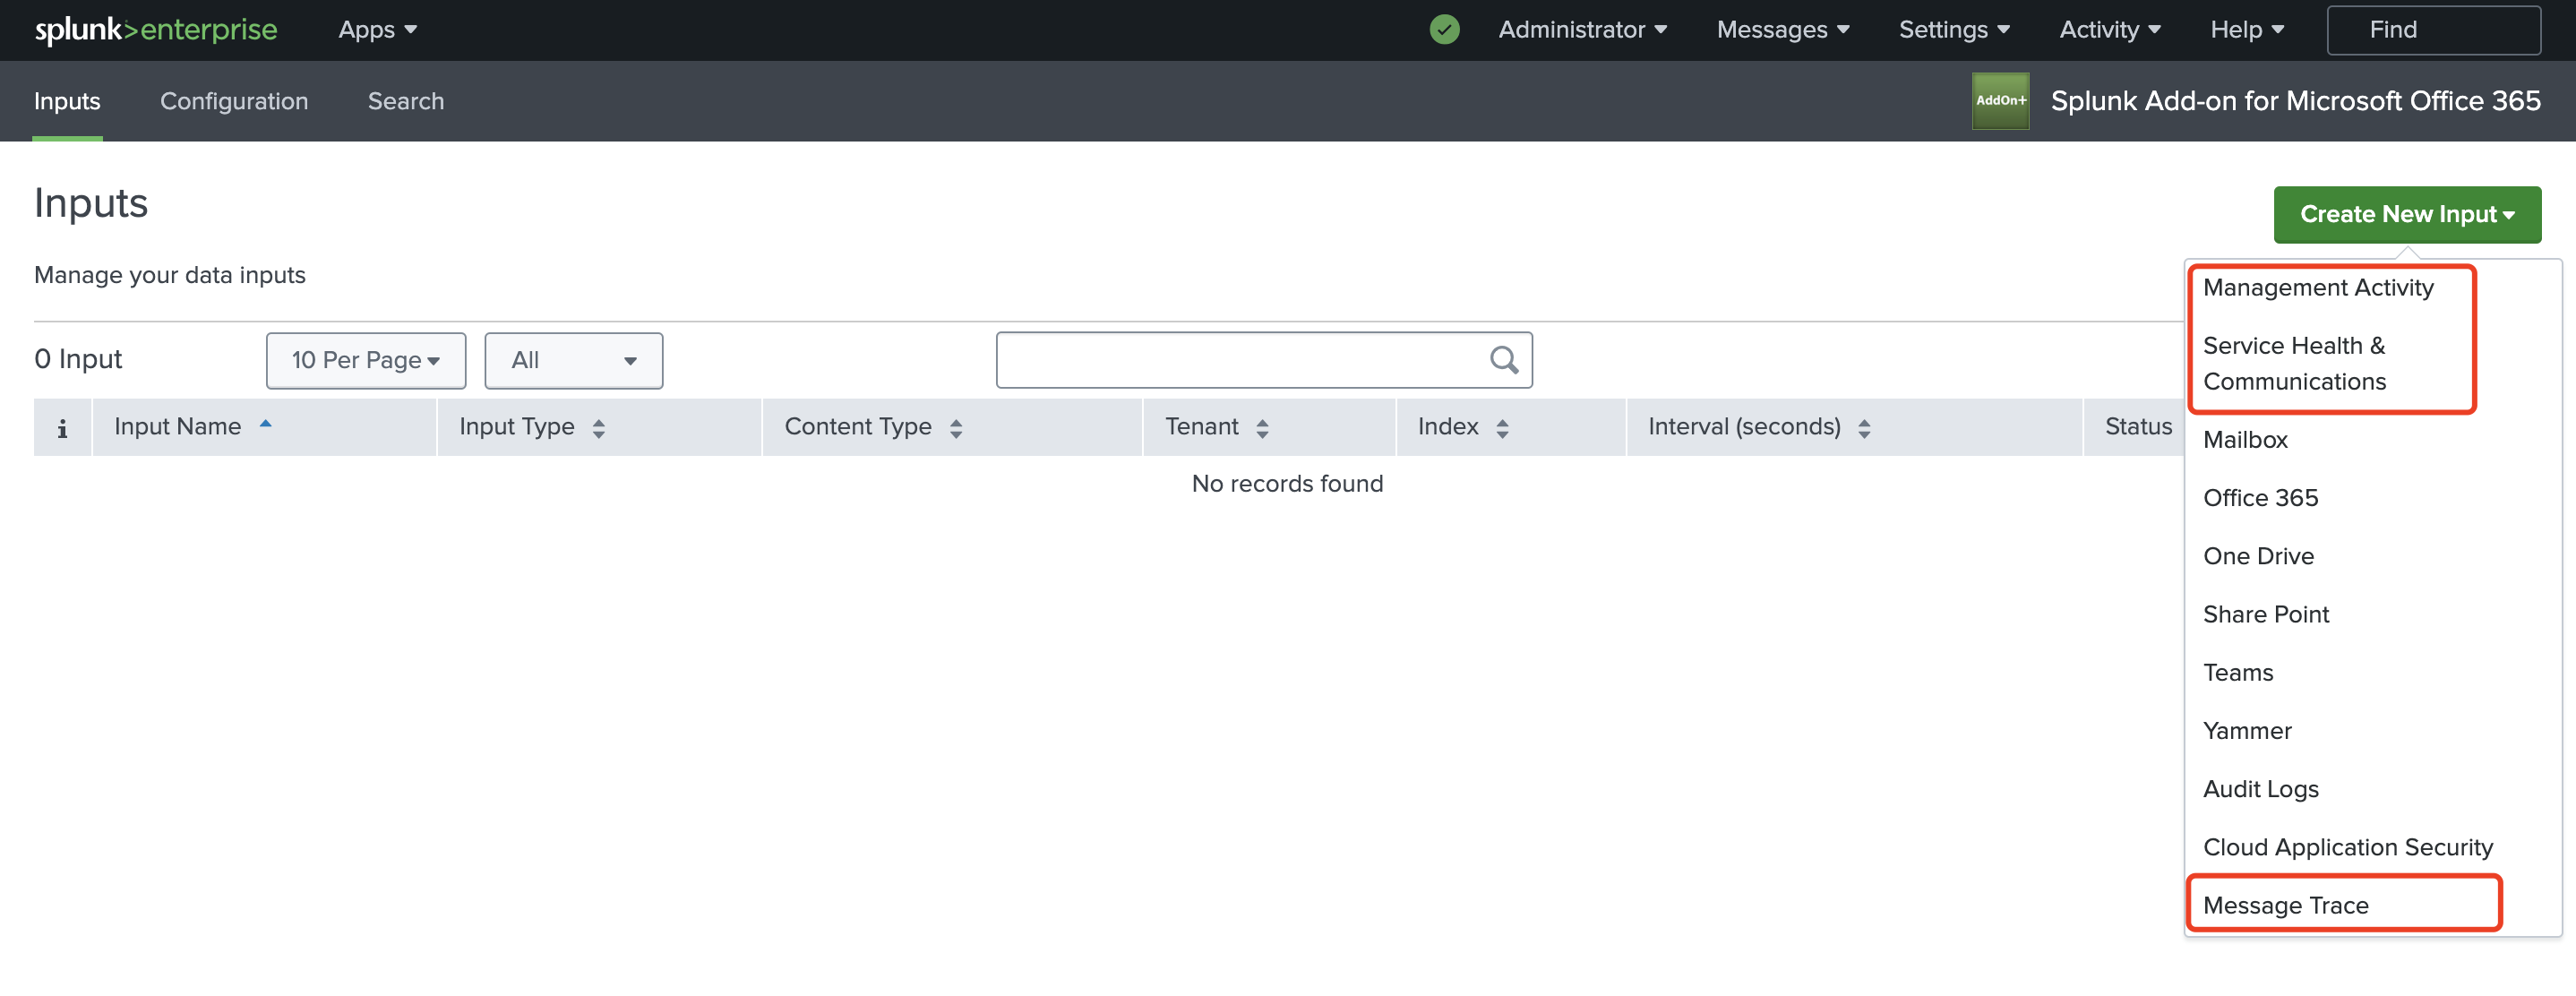 splunk>enterprise Apps Administrator Messages Settings Activity Help Find
Inputs Configuration Search AddOn+ Splunk Add-on for Microsoft Office 365
Inputs
Create New Input
Manage your data inputs
0 Input 10 Per Page All
i Input Name Input Type Content Type Tenant Index Interval (seconds) Status
No records found
Management Activity
Service Health &
Communications
Mailbox
Office 365
One Drive
Share Point
Teams
Yammer
Audit Logs
Cloud Application Security
Message Trace